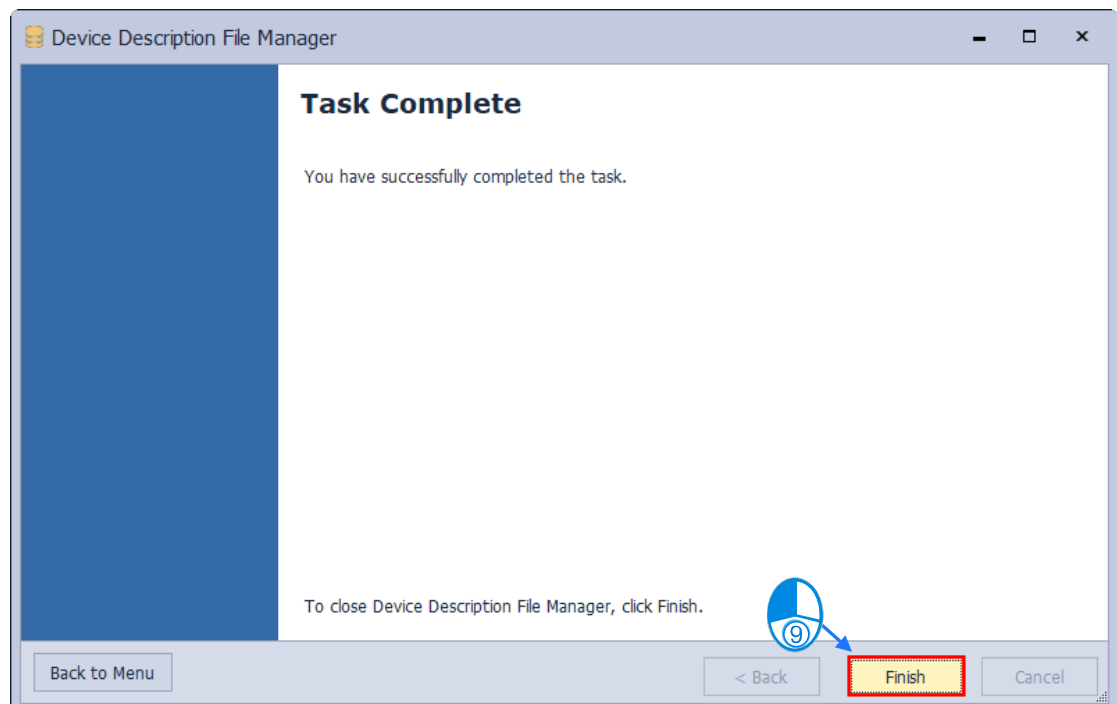 Device Description File Manager
Task Complete
You have successfully completed the task.
To close Device Description File Manager, click Finish.
⑨
Back to Menu
< Back
Finish
Cancel